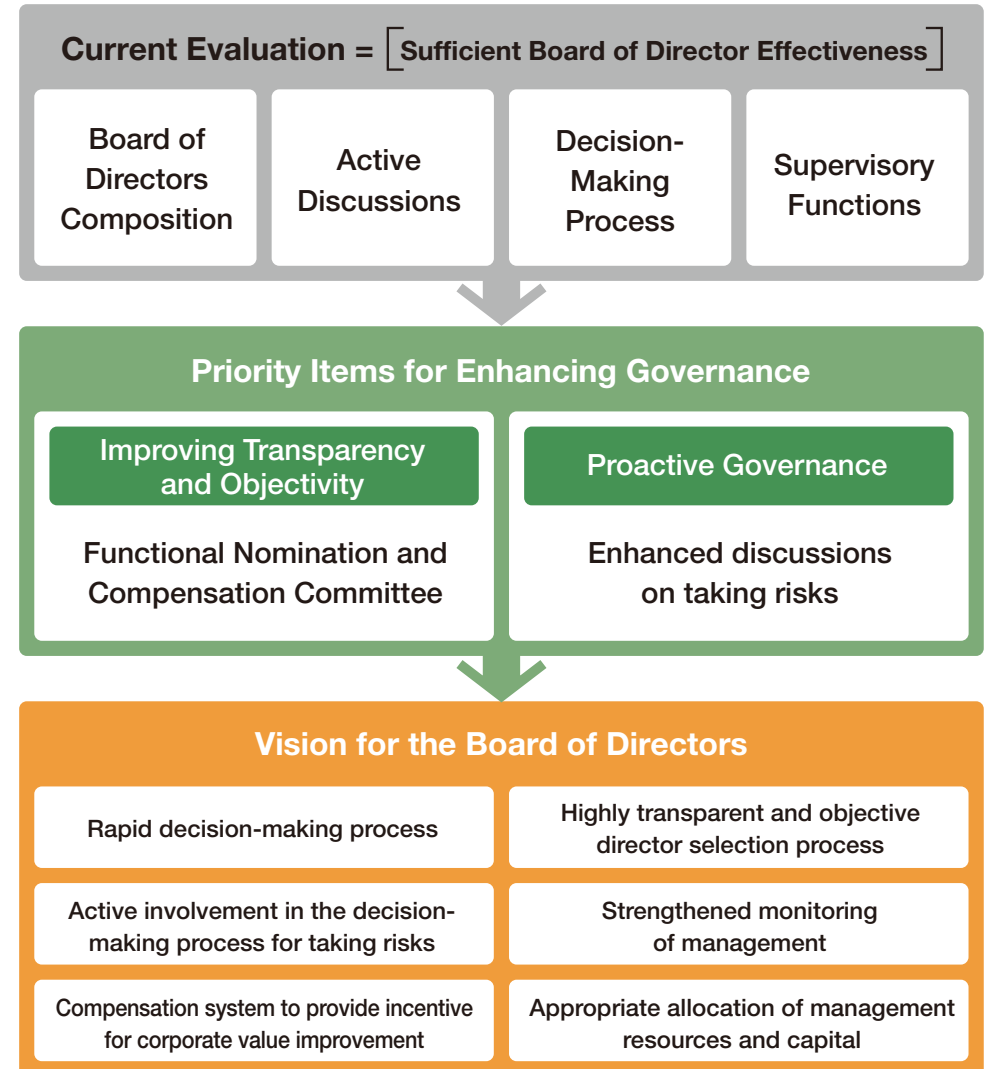 Current Evaluation = [Sufficient Board of Director Effectiveness]
Board of
Directors
Composition
Active
Discussions
Decision-
Making
Process
Supervisory
Functions
Priority Items for Enhancing Governance
Improving Transparency
and Objectivity
Functional Nomination and
Compensation Committee
Proactive Governance
Enhanced discussions
on taking risks
Vision for the Board of Directors
Rapid decision-making process
Highly transparent and objective
director selection process
Active involvement in the decision-
making process for taking risks
Strengthened monitoring
of management
Compensation system to provide incentive
for corporate value improvement
Appropriate allocation of management
resources and capital